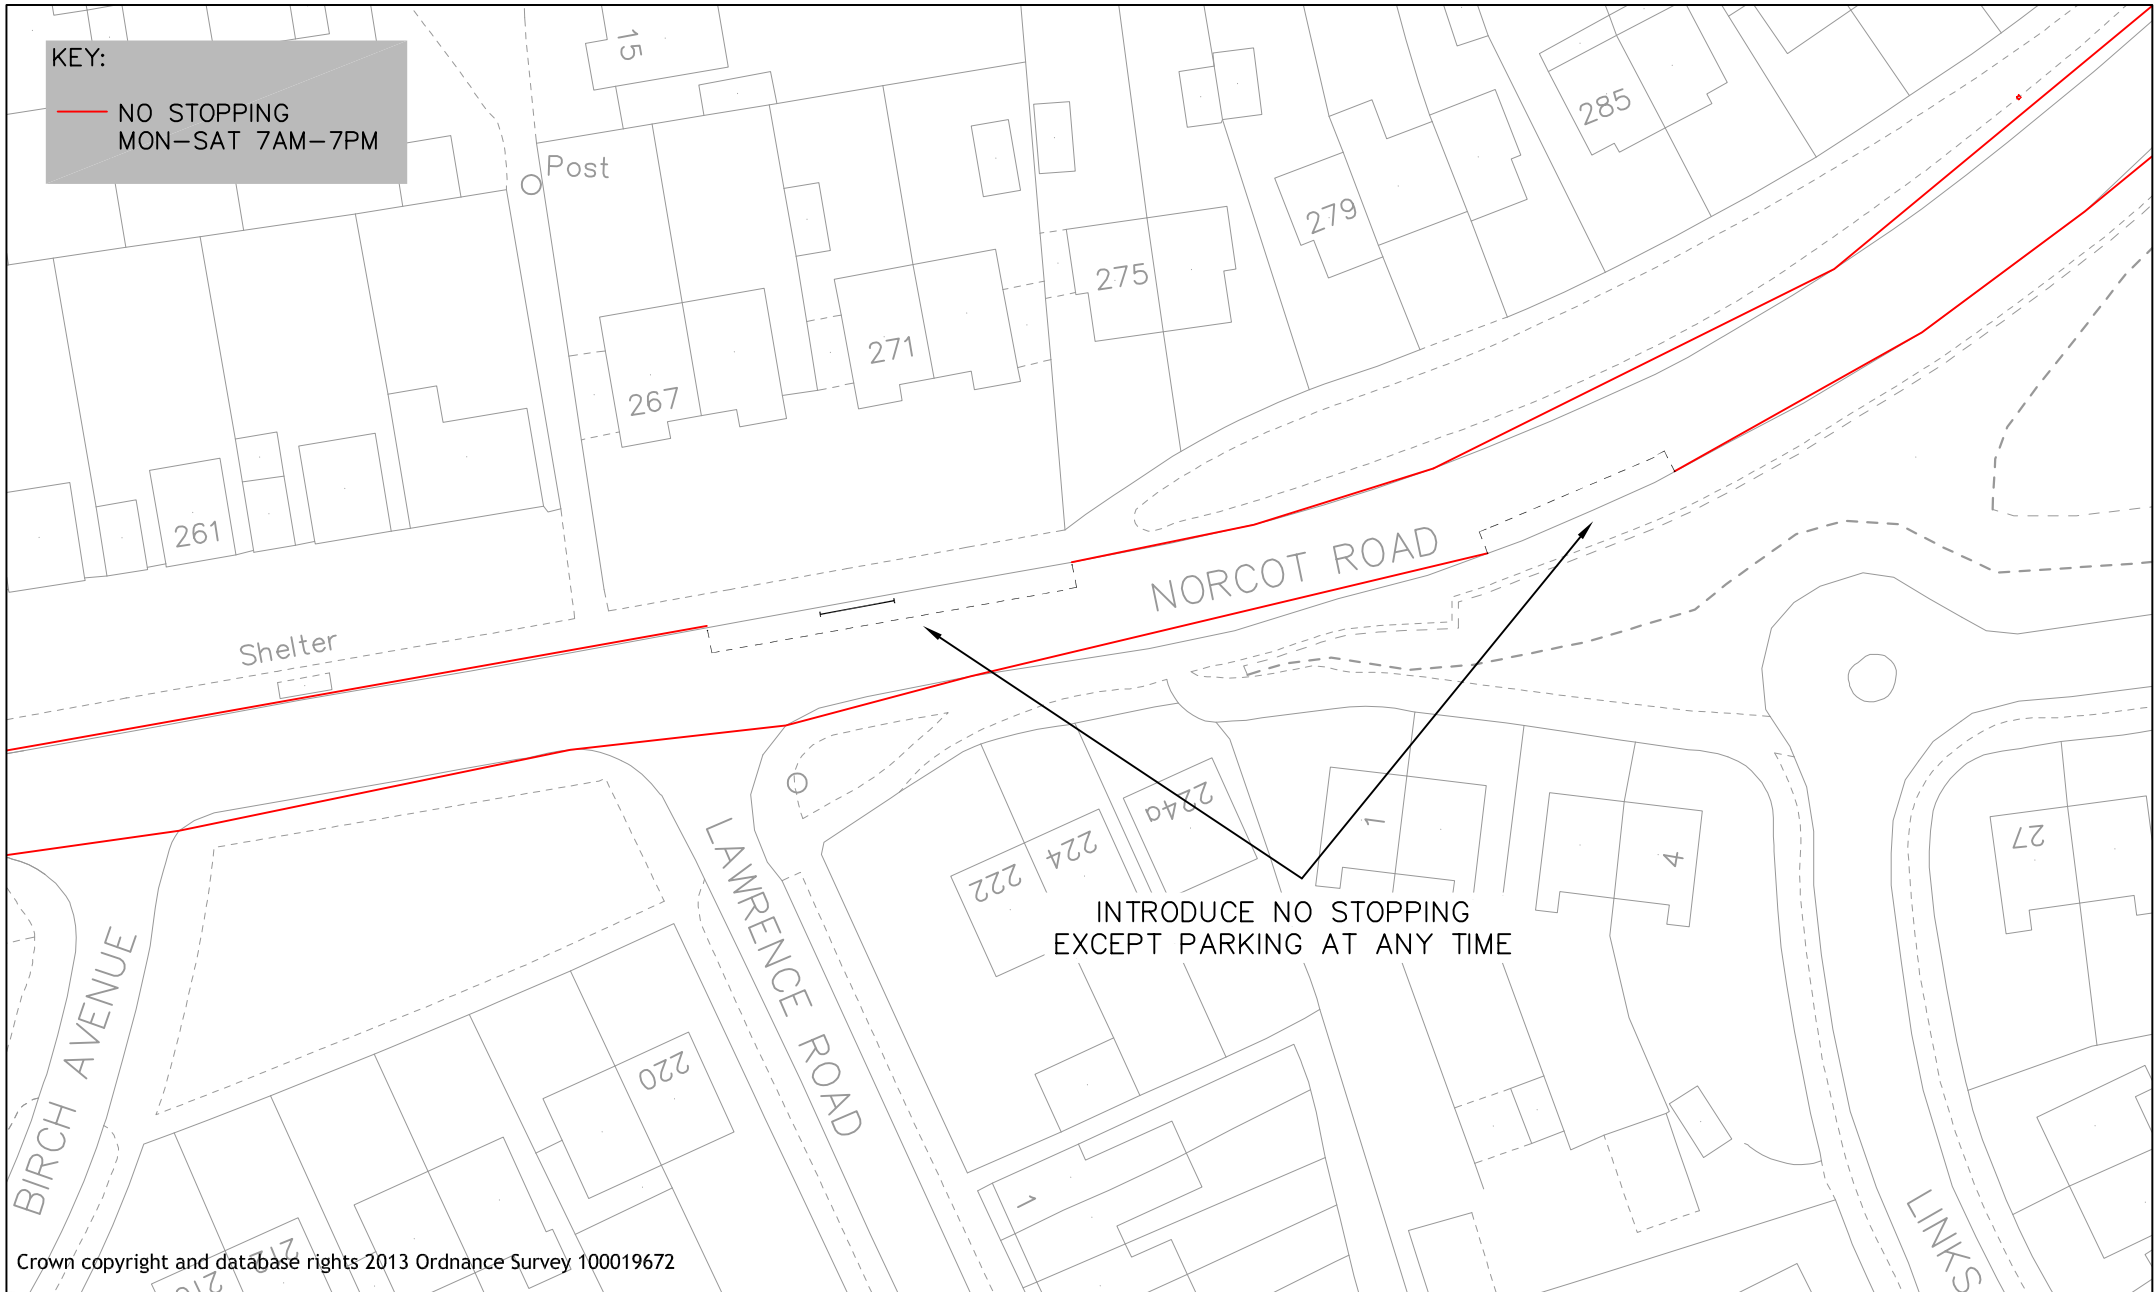 KEY:
NO STOPPING
MON-SAT 7AM-7PM
15
Post
285
279
275
271
267
261
NORCOT ROAD
Shelter
224a
224
222
1
4
27
INTRODUCE NO STOPPING
EXCEPT PARKING AT ANY TIME
LAWRENCE ROAD
BIRCH AVENUE
220
1
LINKS
212
Crown copyright and database rights 2013 Ordnance Survey 100019672